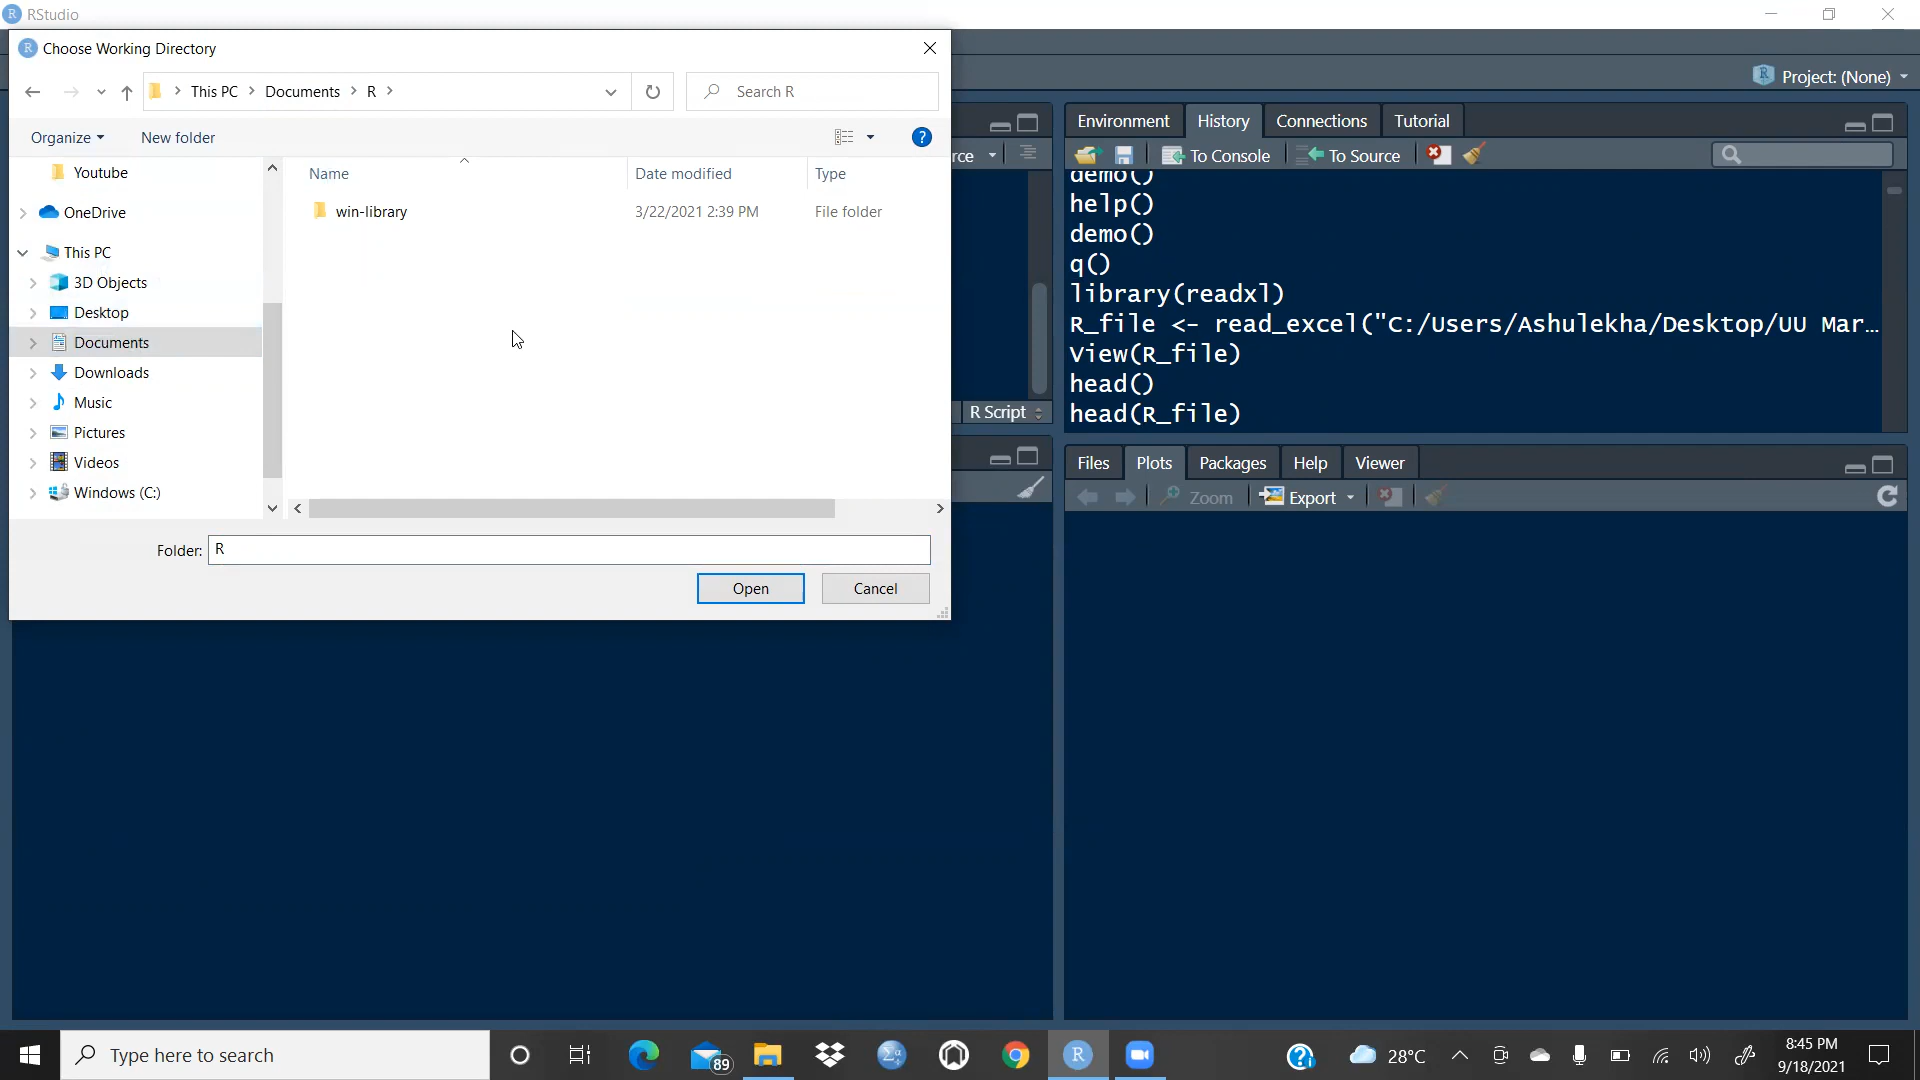 RStudio
Choose Working Directory
This PC > Documents > R >
Search R
Organize
New folder
Name
Date modified
Type
Youtube
OneDrive
This PC
3D Objects
Desktop
Documents
Downloads
Music
Pictures
Videos
Windows (C:)
win-library
3/22/2021 2:39 PM
File folder
Folder: R
Open
Cancel
Project: (None)
rce
R Script
Environment
History
Connections
Tutorial
To Console
To Source
demo()
help()
demo()
q()
library(readxl)
R_file <- read_excel("C:/Users/Ashulekha/Desktop/UU Mar…
View(R_file)
head()
head(R_file)
Files
Plots
Packages
Help
Viewer
Zoom
Export
Type here to search
89
28°C
8:45 PM
9/18/2021